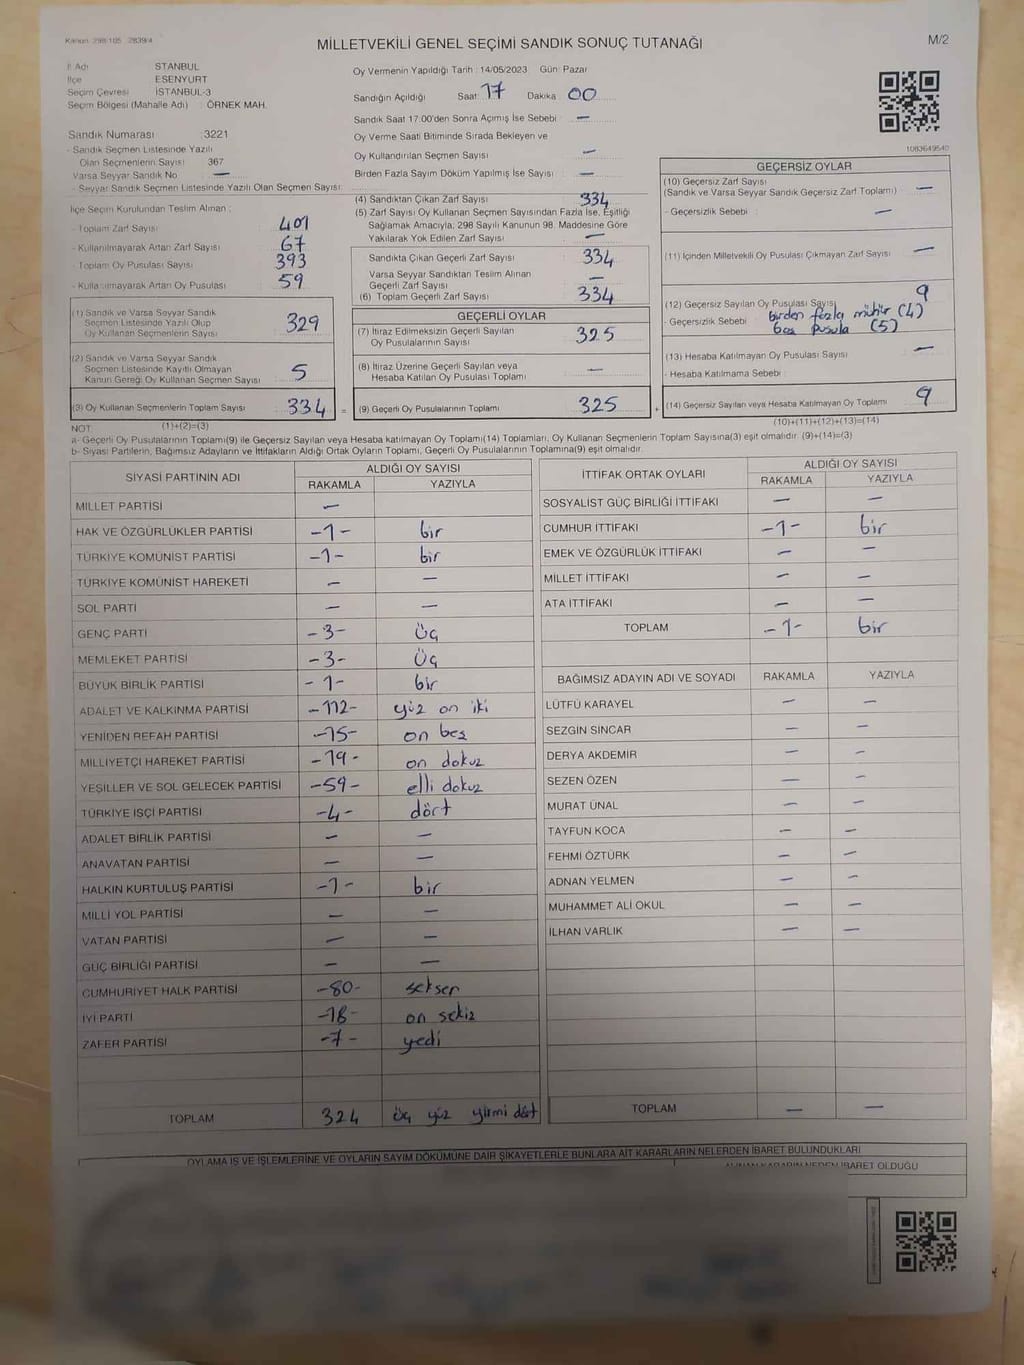 Kanun 298/105 2839/4
MİLLETVEKİLİ GENEL SEÇİMİ SANDIK SONUÇ TUTANAĞI
M/2
İl Adı : İSTANBUL
İlçe : ESENYURT
Seçim Çevresi : İSTANBUL-3
Seçim Bölgesi (Mahalle Adı) : ÖRNEK MAH.
Sandık Numarası : 3221
- Sandık Seçmen Listesinde Yazılı
Olan Seçmenlerin Sayısı : 367
Varsa Seyyar Sandık No : —
- Seyyar Sandık Seçmen Listesinde Yazılı Olan Seçmen Sayısı:
İlçe Seçim Kurulundan Teslim Alınan ;
- Toplam Zarf Sayısı : 401
- Kullanılmayarak Artan Zarf Sayısı : 67
- Toplam Oy Pusulası Sayısı : 393
- Kullanılmayarak Artan Oy Pusulası : 59
(1) Sandık ve Varsa Seyyar Sandık
Seçmen Listesinde Yazılı Olup
Oy Kullanan Seçmenlerin Sayısı 329
(2) Sandık ve Varsa Seyyar Sandık
Seçmen Listesinde Kayıtlı Olmayan
Kanun Gereği Oy Kullanan Seçmen Sayısı 5
(3) Oy Kullanan Seçmenlerin Toplam Sayısı 334 =
(1)+(2)=(3)
Oy Vermenin Yapıldığı Tarih : 14/05/2023 Gün: Pazar
Sandığın Açıldığı Saat: 17 Dakika 00
Sandık Saat 17:00'den Sonra Açımış İse Sebebi : —
Oy Verme Saati Bitiminde Sırada Bekleyen ve
Oy Kullandırılan Seçmen Sayısı : —
Birden Fazla Sayım Döküm Yapılmış İse Sayısı : —
(4) Sandıktan Çıkan Zarf Sayısı : 334
(5) Zarf Sayısı Oy Kullanan Seçmen Sayısından Fazla İse, Eşitliği
Sağlamak Amacıyla, 298 Sayılı Kanunun 98. Maddesine Göre
Yakılarak Yok Edilen Zarf Sayısı : —
Sandıkta Çıkan Geçerli Zarf Sayısı : 334
Varsa Seyyar Sandıktan Teslim Alınan
Geçerli Zarf Sayısı : —
(6) Toplam Geçerli Zarf Sayısı : 334
GEÇERLİ OYLAR
(7) İtiraz Edilmeksizin Geçerli Sayılan
Oy Pusulalarının Sayısı : 325
(8) İtiraz Üzerine Geçerli Sayılan veya
Hesaba Katılan Oy Pusulası Toplamı : —
(9) Geçerli Oy Pusulalarının Toplamı : 325 +
1083649540
GEÇERSİZ OYLAR
(10) Geçersiz Zarf Sayısı
(Sandık ve Varsa Seyyar Sandık Geçersiz Zarf Toplamı) : —
- Geçersizlik Sebebi : —
(11) İçinden Milletvekili Oy Pusulası Çıkmayan Zarf Sayısı : —
(12) Geçersiz Sayılan Oy Pusulası Sayısı : 9
- Geçersizlik Sebebi : birden fazla mühür (4)
boş pusula (5)
(13) Hesaba Katılmayan Oy Pusulası Sayısı : —
- Hesaba Katılmama Sebebi :
(14) Geçersiz Sayılan veya Hesaba Katılmayan Oy Toplamı : 9
(10)+(11)+(12)+(13)=(14)
NOT
a- Geçerli Oy Pusulalarının Toplamı(9) ile Geçersiz Sayılan veya Hesaba katılmayan Oy Toplamı(14) Toplamları, Oy Kullanan Seçmenlerin Toplam Sayısına(3) eşit olmalıdır. (9)+(14)=(3)
b- Siyasi Partilerin, Bağımsız Adayların ve İttifakların Aldığı Ortak Oyların Toplamı, Geçerli Oy Pusulalarının Toplamına(9) eşit olmalıdır.
SİYASİ PARTİNİN ADI ALDIĞI OY SAYISI
RAKAMLA YAZIYLA
MİLLET PARTİSİ —
HAK VE ÖZGÜRLÜKLER PARTİSİ -1- bir
TÜRKİYE KOMÜNİST PARTİSİ -1- bir
TÜRKİYE KOMÜNİST HAREKETİ — —
SOL PARTİ — —
GENÇ PARTİ -3- üç
MEMLEKET PARTİSİ -3- üç
BÜYÜK BİRLİK PARTİSİ -1- bir
ADALET VE KALKINMA PARTİSİ -112- yüz on iki
YENİDEN REFAH PARTİSİ -15- on beş
MİLLİYETÇİ HAREKET PARTİSİ -19- on dokuz
YEŞİLLER VE SOL GELECEK PARTİSİ -59- elli dokuz
TÜRKİYE İŞÇİ PARTİSİ -4- dört
ADALET BİRLİK PARTİSİ — —
ANAVATAN PARTİSİ — —
HALKIN KURTULUŞ PARTİSİ -1- bir
MİLLİ YOL PARTİSİ — —
VATAN PARTİSİ — —
GÜÇ BİRLİĞİ PARTİSİ — —
CUMHURİYET HALK PARTİSİ -80- seksen
İYİ PARTİ -18- on sekiz
ZAFER PARTİSİ -7- yedi
TOPLAM 324 üç yüz yirmi dört
İTTİFAK ORTAK OYLARI ALDIĞI OY SAYISI
RAKAMLA YAZIYLA
SOSYALİST GÜÇ BİRLİĞİ İTTİFAKI — —
CUMHUR İTTİFAKI -1- bir
EMEK VE ÖZGÜRLÜK İTTİFAKI — —
MİLLET İTTİFAKI — —
ATA İTTİFAKI — —
TOPLAM -1- bir
BAĞIMSIZ ADAYIN ADI VE SOYADI RAKAMLA YAZIYLA
LÜTFÜ KARAYEL — —
SEZGİN SİNCAR — —
DERYA AKDEMİR — —
SEZEN ÖZEN — —
MURAT ÜNAL — —
TAYFUN KOCA — —
FEHMİ ÖZTÜRK — —
ADNAN YELMEN — —
MUHAMMET ALİ OKUL — —
İLHAN VARLIK — —
TOPLAM — —
OYLAMA İŞ VE İŞLEMLERİNE VE OYLARIN SAYIM DÖKÜMÜNE DAİR ŞİKAYETLERLE BUNLARA AİT KARARLARIN NELERDEN İBARET BULUNDUKLARI
ALINAN KARARIN NEDEN İBARET OLDUĞU